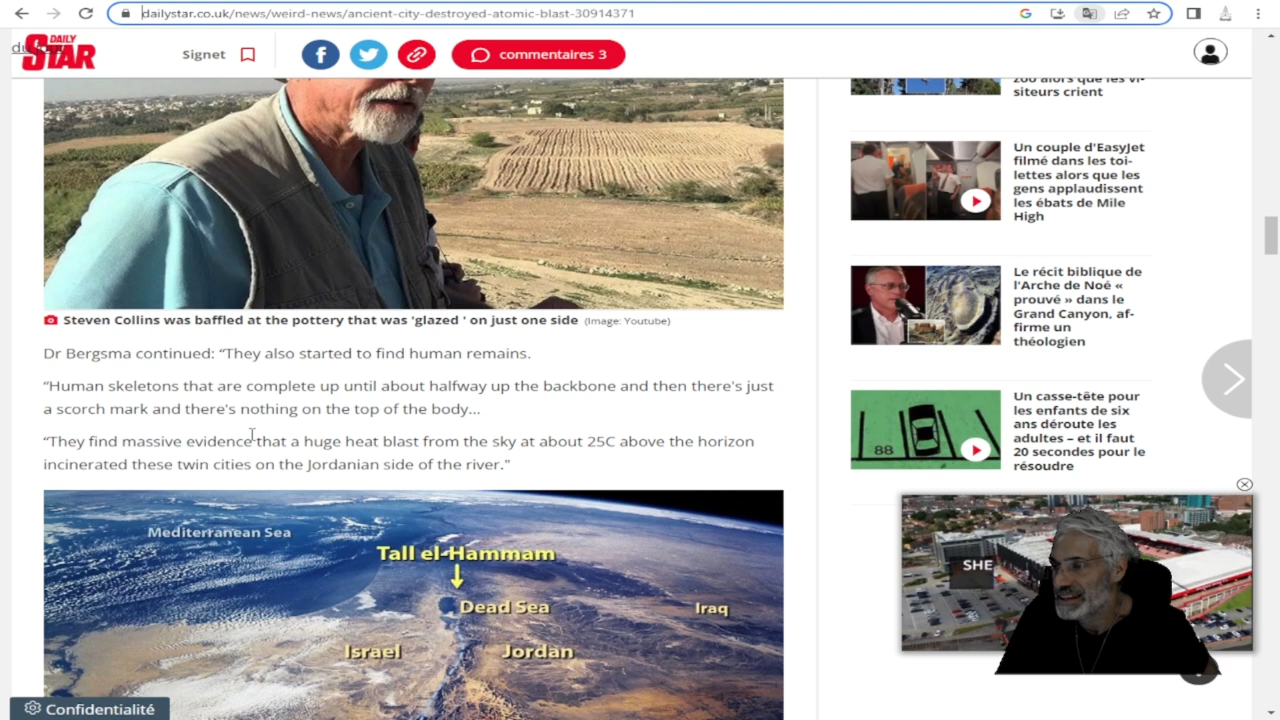 dailystar.co.uk/news/weird-news/ancient-city-destroyed-atomic-blast-30914371
DAILY
STAR
Signet
commentaires 3
Steven Collins was baffled at the pottery that was 'glazed ' on just one side (Image: Youtube)
Dr Bergsma continued: “They also started to find human remains.
“Human skeletons that are complete up until about halfway up the backbone and then there's just
a scorch mark and there's nothing on the top of the body...
“They find massive evidence that a huge heat blast from the sky at about 25C above the horizon
incinerated these twin cities on the Jordanian side of the river."
Mediterranean Sea
Tall el-Hammam
Dead Sea
Iraq
Israel
Jordan
zoo alors que les vi-
siteurs crient
Un couple d'EasyJet
filmé dans les toi-
lettes alors que les
gens applaudissent
les ébats de Mile
High
Le récit biblique de
l'Arche de Noé «
prouvé » dans le
Grand Canyon, af-
firme un
théologien
88
Un casse-tête pour
les enfants de six
ans déroute les
adultes – et il faut
20 secondes pour le
résoudre
SHE
Confidentialité